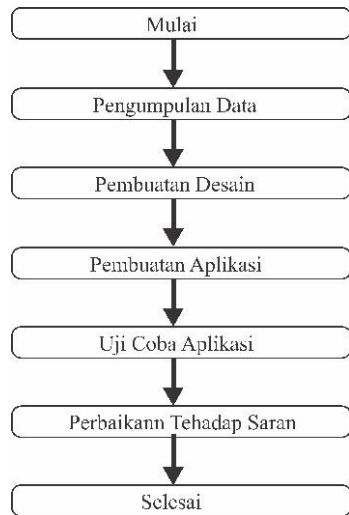 Mulai
Pengumpulan Data
Pembuatan Desain
Pembuatan Aplikasi
Uji Coba Aplikasi
Perbaikann Tehadap Saran
Selesai